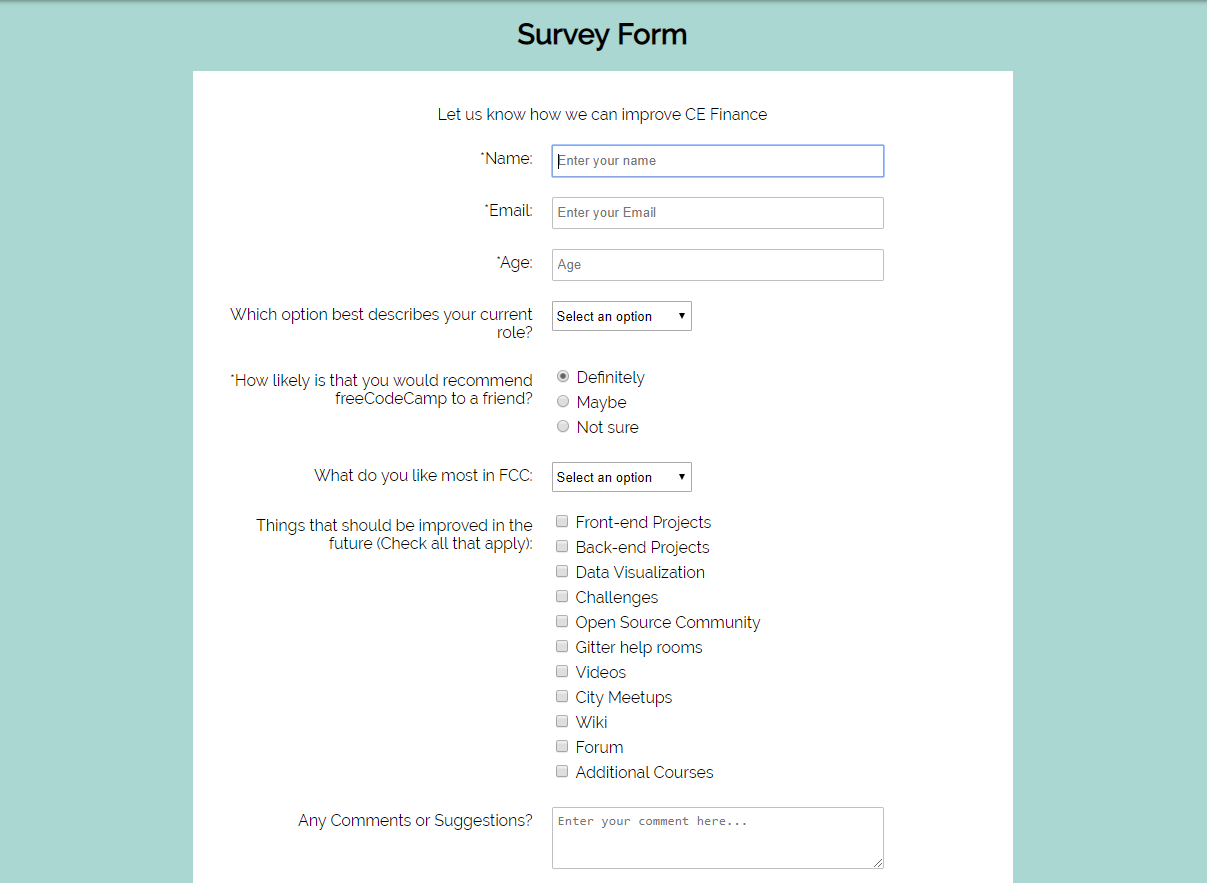 Survey Form
Let us know how we can improve CE Finance
*Name:
Enter your name
*Email:
Enter your Email
*Age:
Age
Which option best describes your current
role?
Select an option
*How likely is that you would recommend
freeCodeCamp to a friend?
Definitely
Maybe
Not sure
What do you like most in FCC:
Select an option
Things that should be improved in the
future (Check all that apply):
Front-end Projects
Back-end Projects
Data Visualization
Challenges
Open Source Community
Gitter help rooms
Videos
City Meetups
Wiki
Forum
Additional Courses
Any Comments or Suggestions?
Enter your comment here...